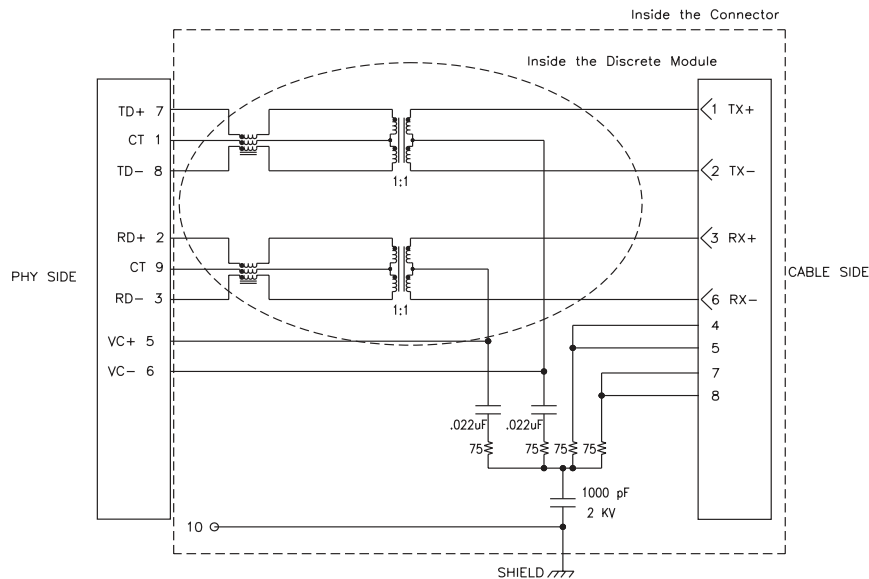 Inside the Connector
Inside the Discrete Module
TD+ 7
1 TX+
CT 1
TD- 8
2 TX-
1:1
RD+ 2
3 RX+
PHY SIDE
CT 9
CABLE SIDE
RD- 3
6 RX-
1:1
4
VC+ 5
5
VC- 6
7
8
.022uF
.022uF
75
75
75
75
1000 pF
2 KV
10
SHIELD